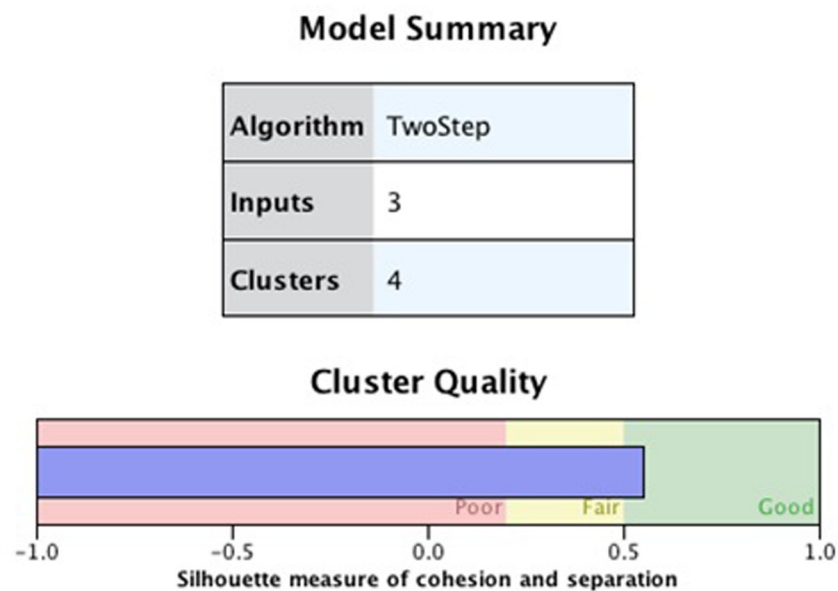 Model Summary
Algorithm TwoStep
Inputs 3
Clusters 4
Cluster Quality
Poor Fair Good
-1.0 -0.5 0.0 0.5 1.0
Silhouette measure of cohesion and separation